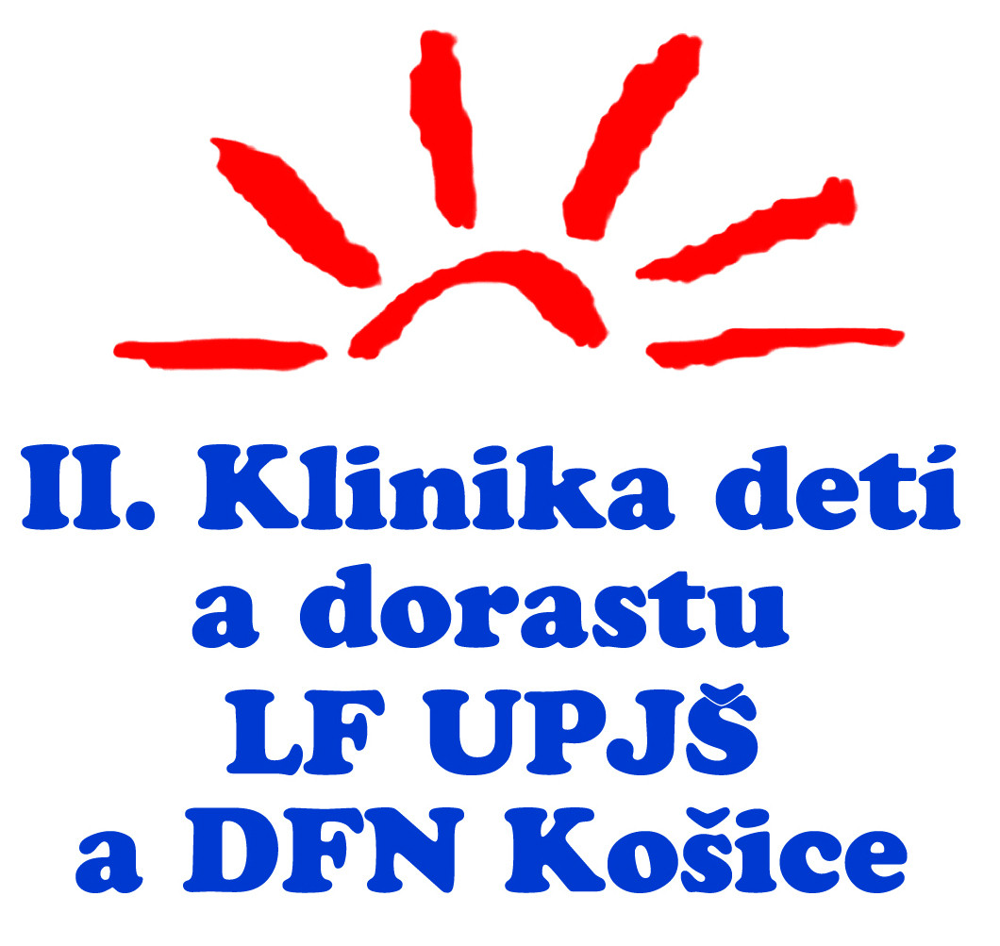 II. Klinika detí
a dorastu
LF UPJŠ
a DFN Košice